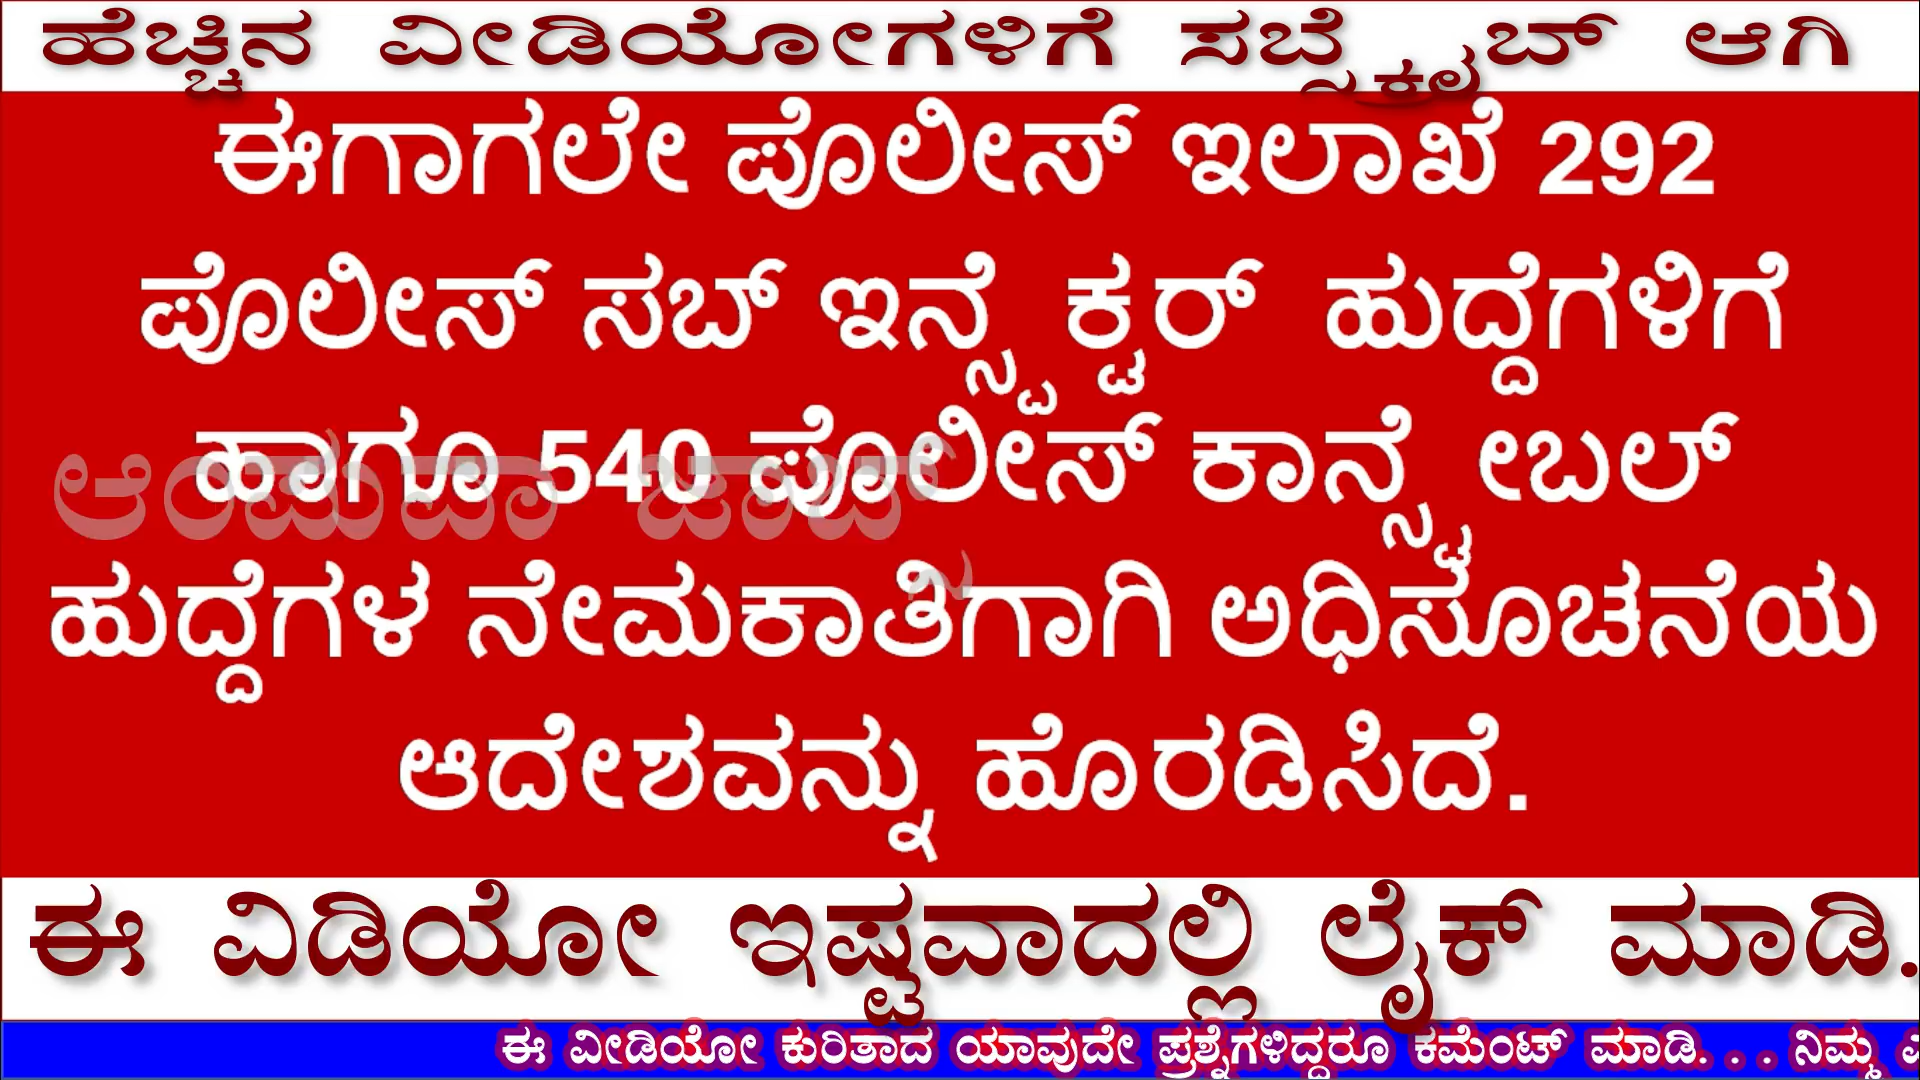 ಹೆಚ್ಚಿನ ವೀಡಿಯೋಗಳಿಗೆ ಸಬ್ಸ್ಕ್ರೈಬ್ ಆಗಿ
ಈಗಾಗಲೇ ಪೊಲೀಸ್ ಇಲಾಖೆ 292
ಪೊಲೀಸ್ ಸಬ್ ಇನ್ಸ್ಪೆಕ್ಟರ್ ಹುದ್ದೆಗಳಿಗೆ
ಹಾಗೂ 540 ಪೊಲೀಸ್ ಕಾನ್ಸ್ಟೇಬಲ್
ಹುದ್ದೆಗಳ ನೇಮಕಾತಿಗಾಗಿ ಅಧಿಸೂಚನೆಯ
ಆದೇಶವನ್ನು ಹೊರಡಿಸಿದೆ.
ಈ ವಿಡಿಯೋ ಇಷ್ಟವಾದಲ್ಲಿ ಲೈಕ್ ಮಾಡಿ.
ಈ ವೀಡಿಯೋ ಕುರಿತಾದ ಯಾವುದೇ ಪ್ರಶ್ನೆಗಳಿದ್ದರೂ ಕಮೆಂಟ್ ಮಾಡಿ. . . ನಿಮ್ಮ